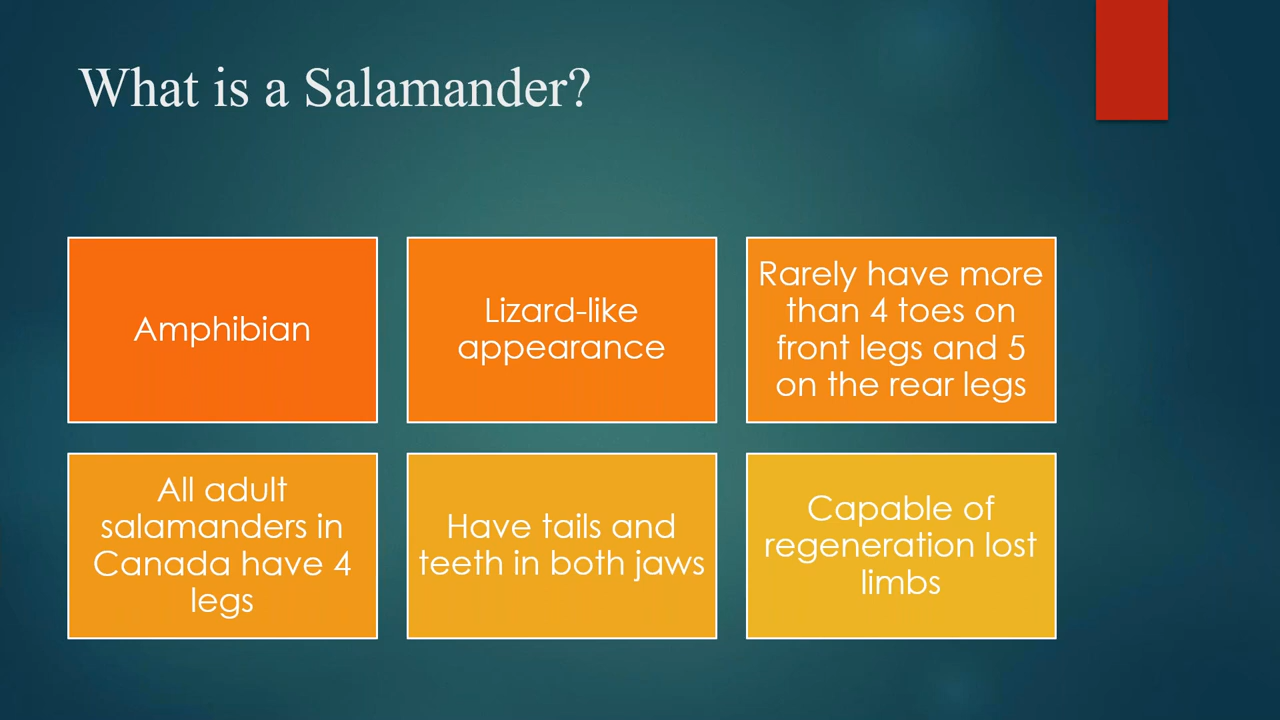 What is a Salamander?
Amphibian
Lizard-like
appearance
Rarely have more
than 4 toes on
front legs and 5
on the rear legs
All adult
salamanders in
Canada have 4
legs
Have tails and
teeth in both jaws
Capable of
regeneration lost
limbs